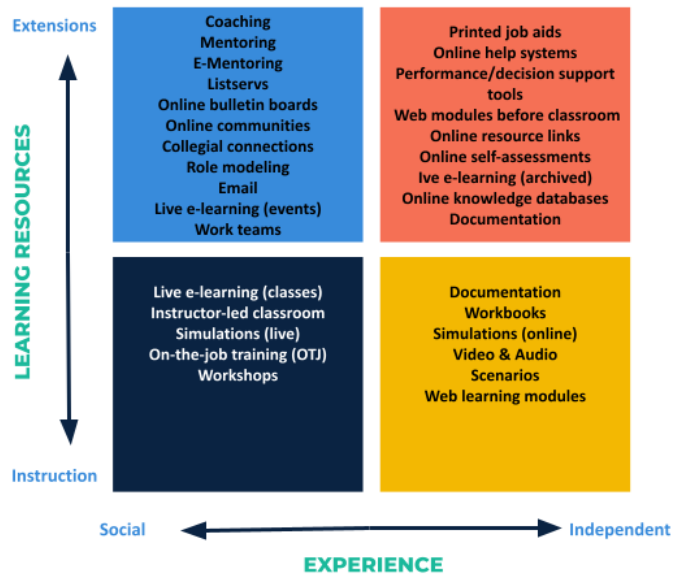 Extensions
LEARNING RESOURCES
Coaching
Mentoring
E-Mentoring
Listservs
Online bulletin boards
Online communities
Collegial connections
Role modeling
Email
Live e-learning (events)
Work teams
Printed job aids
Online help systems
Performance/decision support
tools
Web modules before classroom
Online resource links
Online self-assessments
Ive e-learning (archived)
Online knowledge databases
Documentation
Live e-learning (classes)
Instructor-led classroom
Simulations (live)
On-the-job training (OTJ)
Workshops
Documentation
Workbooks
Simulations (online)
Video & Audio
Scenarios
Web learning modules
Instruction
Social
Independent
EXPERIENCE